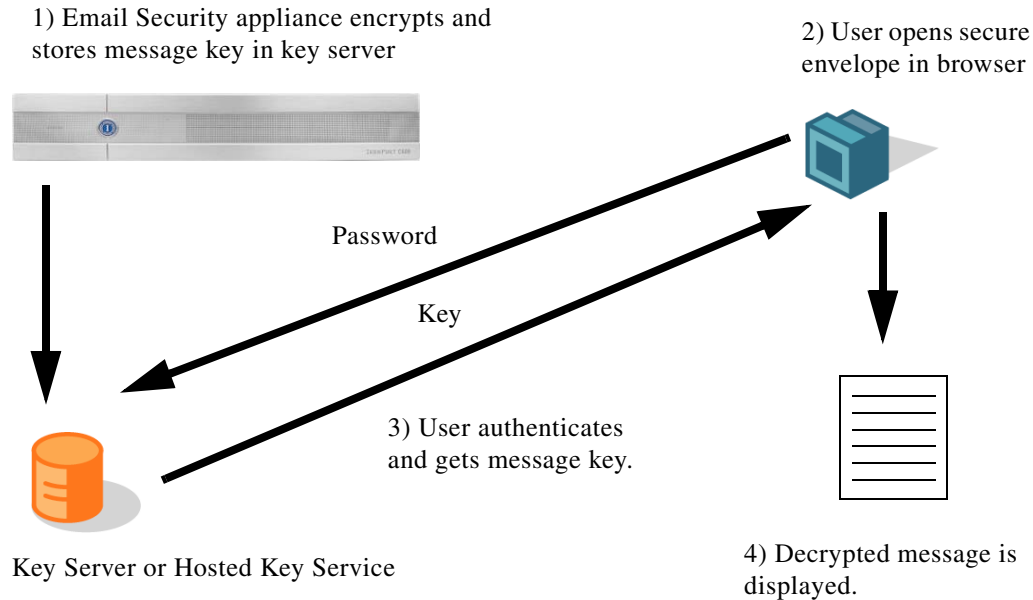 1) Email Security appliance encrypts and
stores message key in key server
2) User opens secure
envelope in browser
Password
Key
3) User authenticates
and gets message key.
Key Server or Hosted Key Service
4) Decrypted message is
displayed.